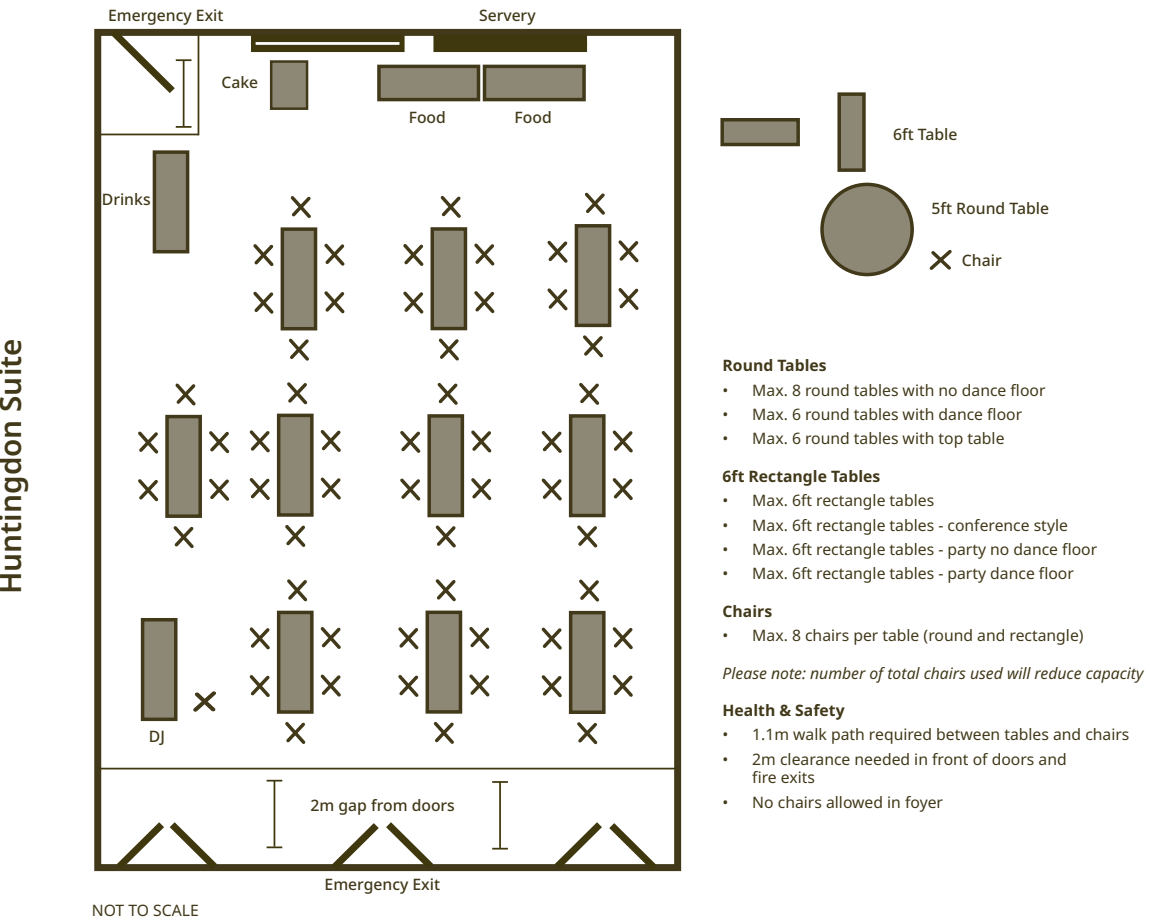 Emergency Exit
Servery
Cake
Food
Food
Drinks
6ft Table
5ft Round Table
Chair
Huntingdon Suite
Round Tables
• Max. 8 round tables with no dance floor
• Max. 6 round tables with dance floor
• Max. 6 round tables with top table
6ft Rectangle Tables
• Max. 6ft rectangle tables
• Max. 6ft rectangle tables - conference style
• Max. 6ft rectangle tables - party no dance floor
• Max. 6ft rectangle tables - party dance floor
Chairs
• Max. 8 chairs per table (round and rectangle)
Please note: number of total chairs used will reduce capacity
Health & Safety
• 1.1m walk path required between tables and chairs
• 2m clearance needed in front of doors and
fire exits
• No chairs allowed in foyer
DJ
2m gap from doors
Emergency Exit
NOT TO SCALE